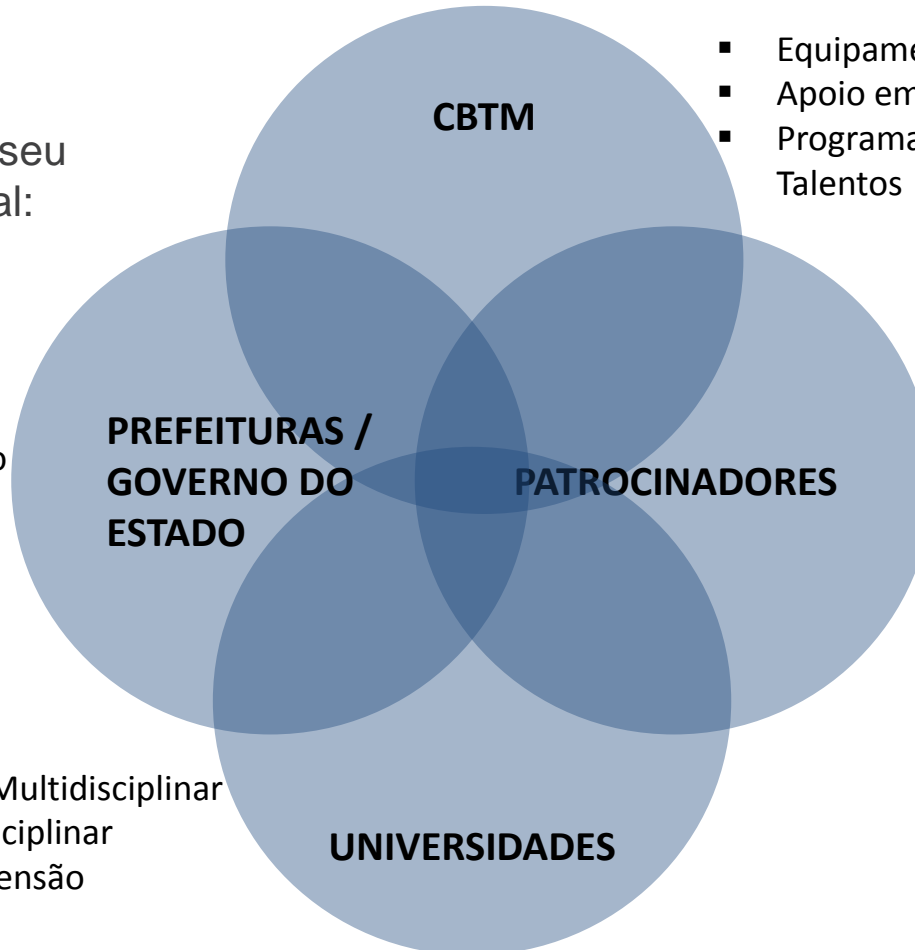 seu
al:
CBTM
▪ Equipame
▪ Apoio em
▪ Programa
Talentos
PREFEITURAS /
GOVERNO DO
ESTADO
o
PATROCINADORES
Multidisciplinar
ciplinar
ensão
UNIVERSIDADES